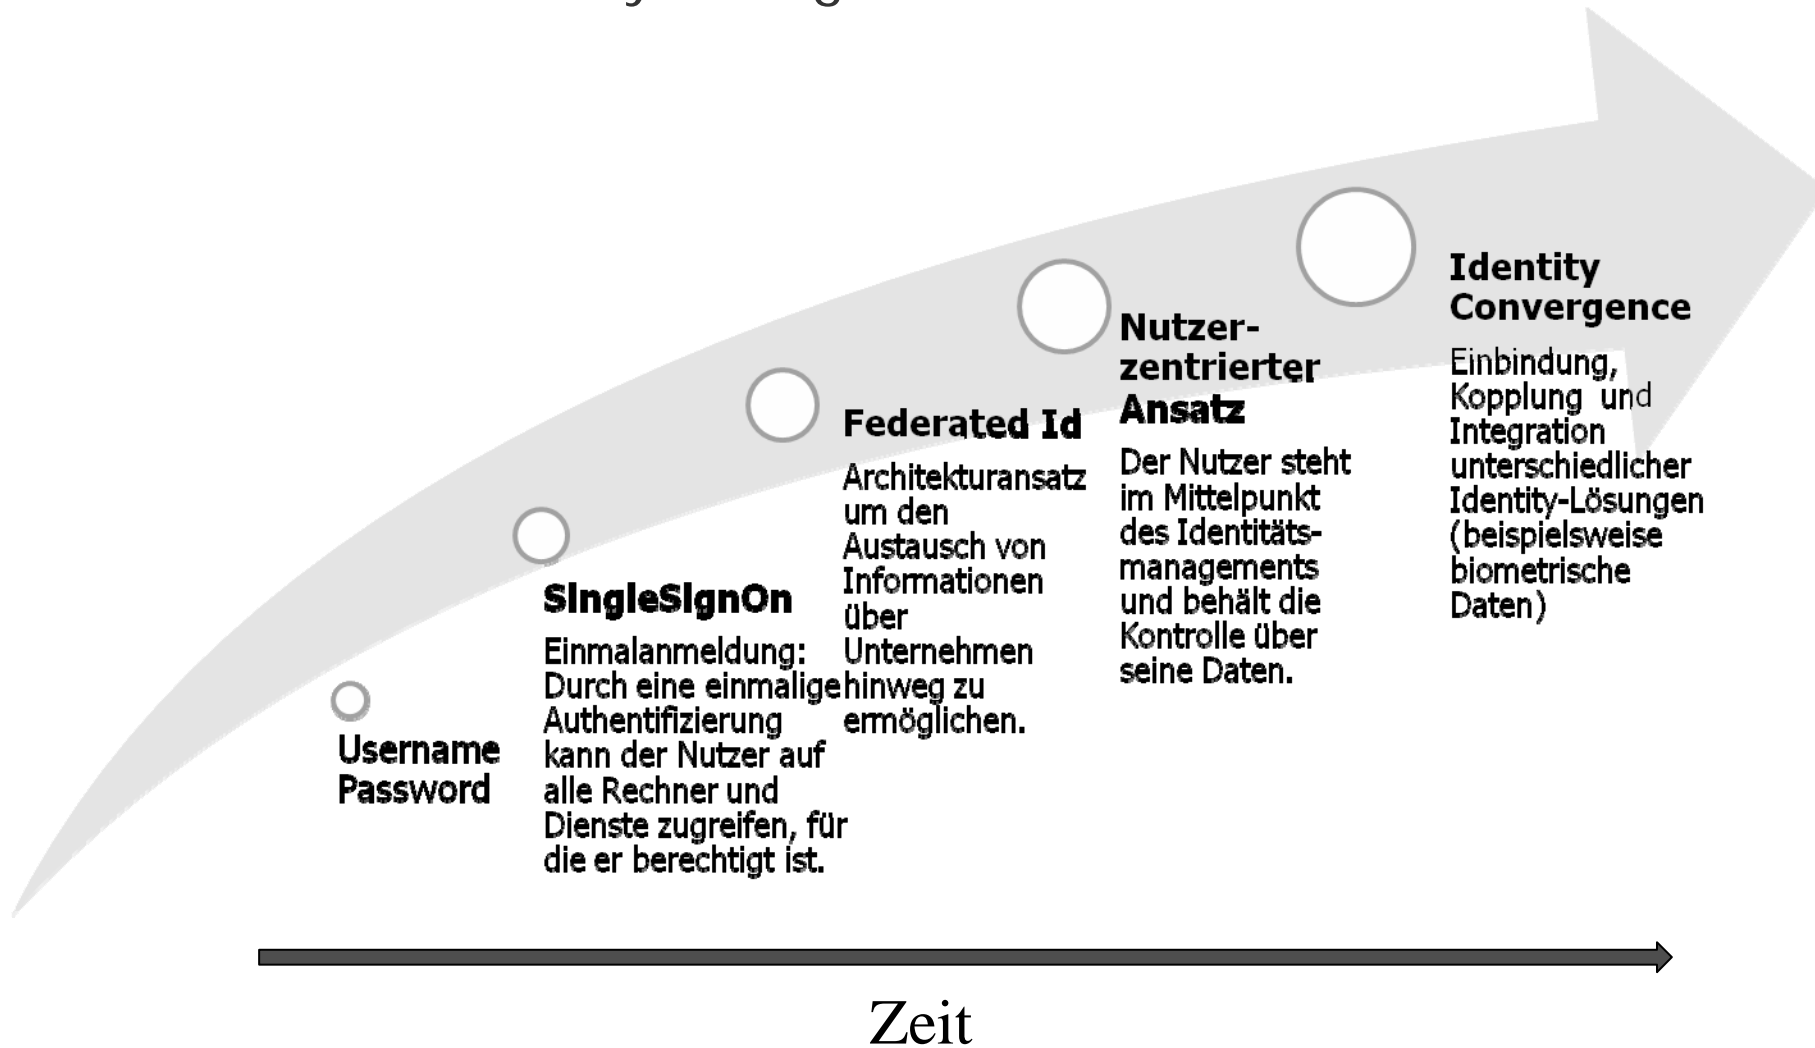 Username
Password
SingleSignOn
Einmalanmeldung:
Durch eine einmalige
Authentifizierung
kann der Nutzer auf
alle Rechner und
Dienste zugreifen, für
die er berechtigt ist.
Federated Id
Architekturansatz
um den
Austausch von
Informationen
über
Unternehmen
hinweg zu
ermöglichen.
Nutzer-
zentrierter
Ansatz
Der Nutzer steht
im Mittelpunkt
des Identitäts-
managements
und behält die
Kontrolle über
seine Daten.
Identity
Convergence
Einbindung,
Kopplung und
Integration
unterschiedlicher
Identity-Lösungen
(beispielsweise
biometrische
Daten)
Zeit